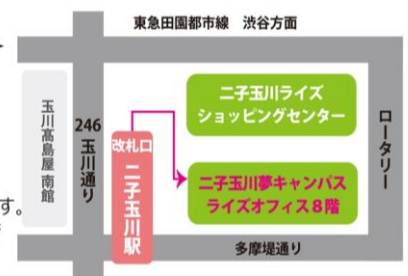 東急田園都市線 渋谷方面
二子玉川ライズ
ショッピングセンター
玉川高島屋 南館
246
玉川通り
改札口
二子玉川駅
二子玉川夢キャンパス
ライズオフィス8階
ロータリー
す。
多摩堤通り